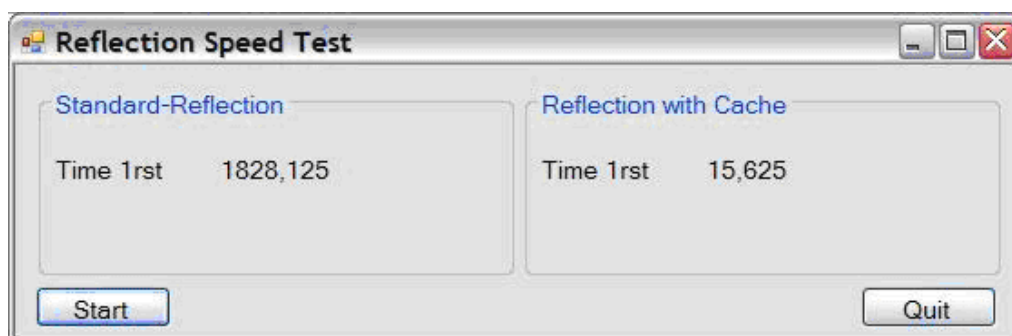 Reflection Speed Test
Standard-Reflection
Time 1rst 1828,125
Reflection with Cache
Time 1rst 15,625
Start
Quit